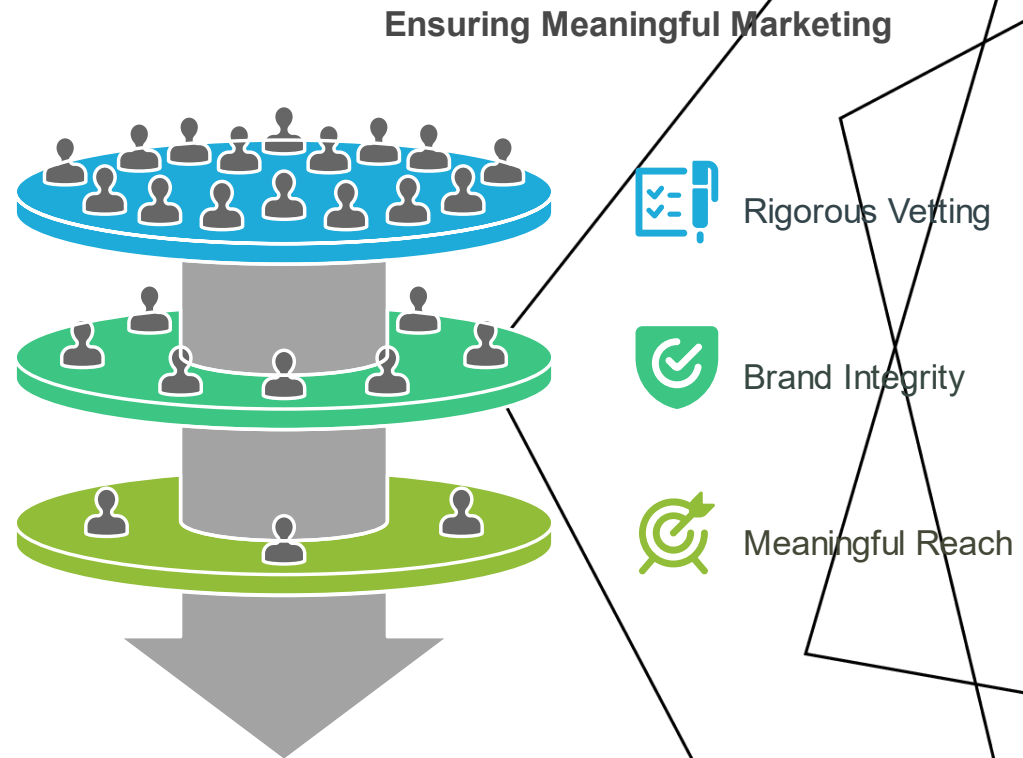 Ensuring Meaningful Marketing
Rigorous Vetting
Brand Integrity
Meaningful Reach